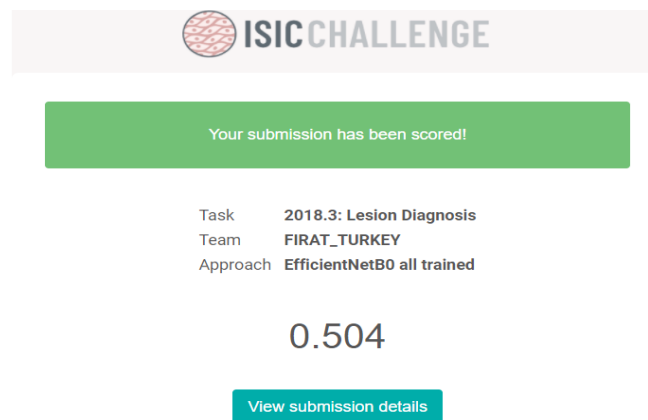 ISIC CHALLENGE
Your submission has been scored!
Task 2018.3: Lesion Diagnosis
Team FIRAT_TURKEY
Approach EfficientNetB0 all trained
0.504
View submission details